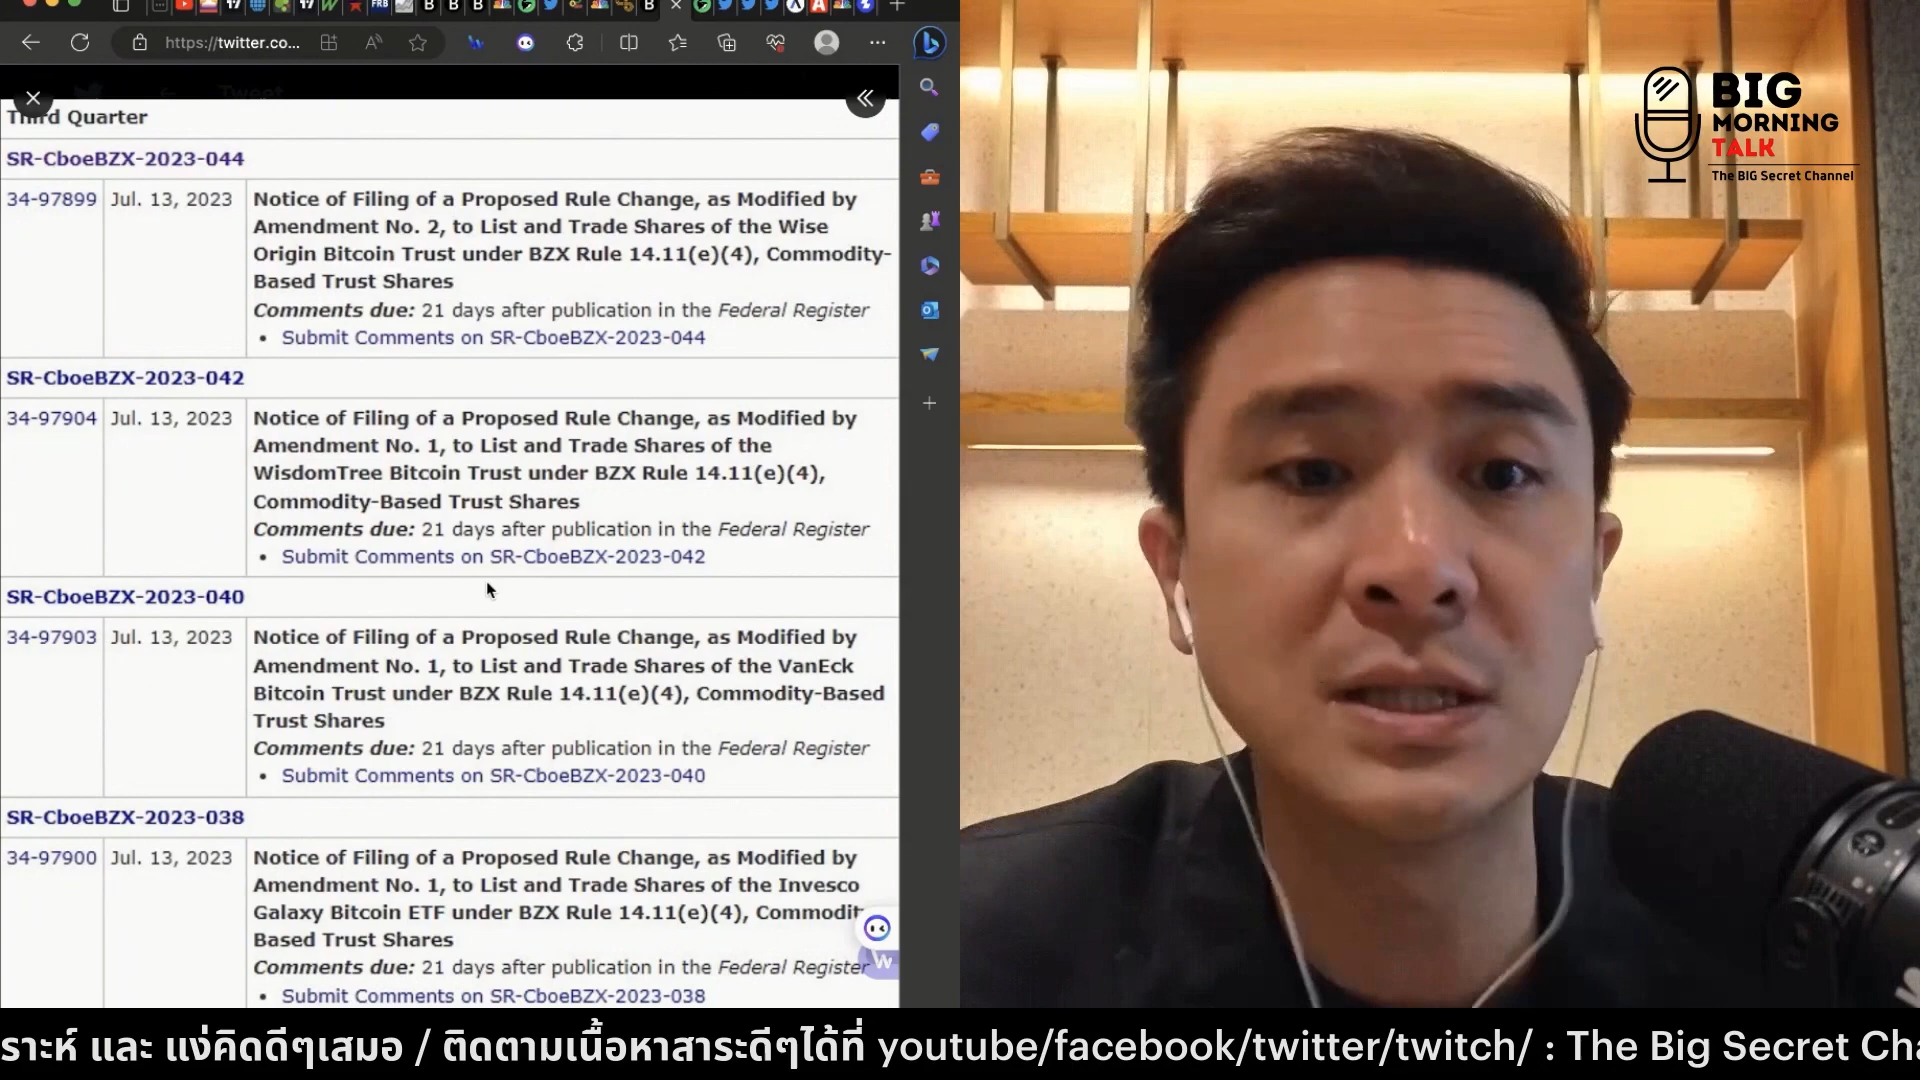 https://twitter.co...
Tweet
Third Quarter
SR-CboeBZX-2023-044
34-97899
Jul. 13, 2023
Notice of Filing of a Proposed Rule Change, as Modified by
Amendment No. 2, to List and Trade Shares of the Wise
Origin Bitcoin Trust under BZX Rule 14.11(e)(4), Commodity-
Based Trust Shares
Comments due: 21 days after publication in the Federal Register
• Submit Comments on SR-CboeBZX-2023-044
SR-CboeBZX-2023-042
34-97904
Jul. 13, 2023
Notice of Filing of a Proposed Rule Change, as Modified by
Amendment No. 1, to List and Trade Shares of the
WisdomTree Bitcoin Trust under BZX Rule 14.11(e)(4),
Commodity-Based Trust Shares
Comments due: 21 days after publication in the Federal Register
• Submit Comments on SR-CboeBZX-2023-042
SR-CboeBZX-2023-040
34-97903
Jul. 13, 2023
Notice of Filing of a Proposed Rule Change, as Modified by
Amendment No. 1, to List and Trade Shares of the VanEck
Bitcoin Trust under BZX Rule 14.11(e)(4), Commodity-Based
Trust Shares
Comments due: 21 days after publication in the Federal Register
• Submit Comments on SR-CboeBZX-2023-040
SR-CboeBZX-2023-038
34-97900
Jul. 13, 2023
Notice of Filing of a Proposed Rule Change, as Modified by
Amendment No. 1, to List and Trade Shares of the Invesco
Galaxy Bitcoin ETF under BZX Rule 14.11(e)(4), Commodit
Based Trust Shares
Comments due: 21 days after publication in the Federal Register
• Submit Comments on SR-CboeBZX-2023-038
BIG
MORNING
TALK
The BIG Secret Channel
ราะห์ และ แง่คิดดีๆเสมอ / ติดตามเนื้อหาสาระดีๆได้ที่ youtube/facebook/twitter/twitch/ : The Big Secret Cha